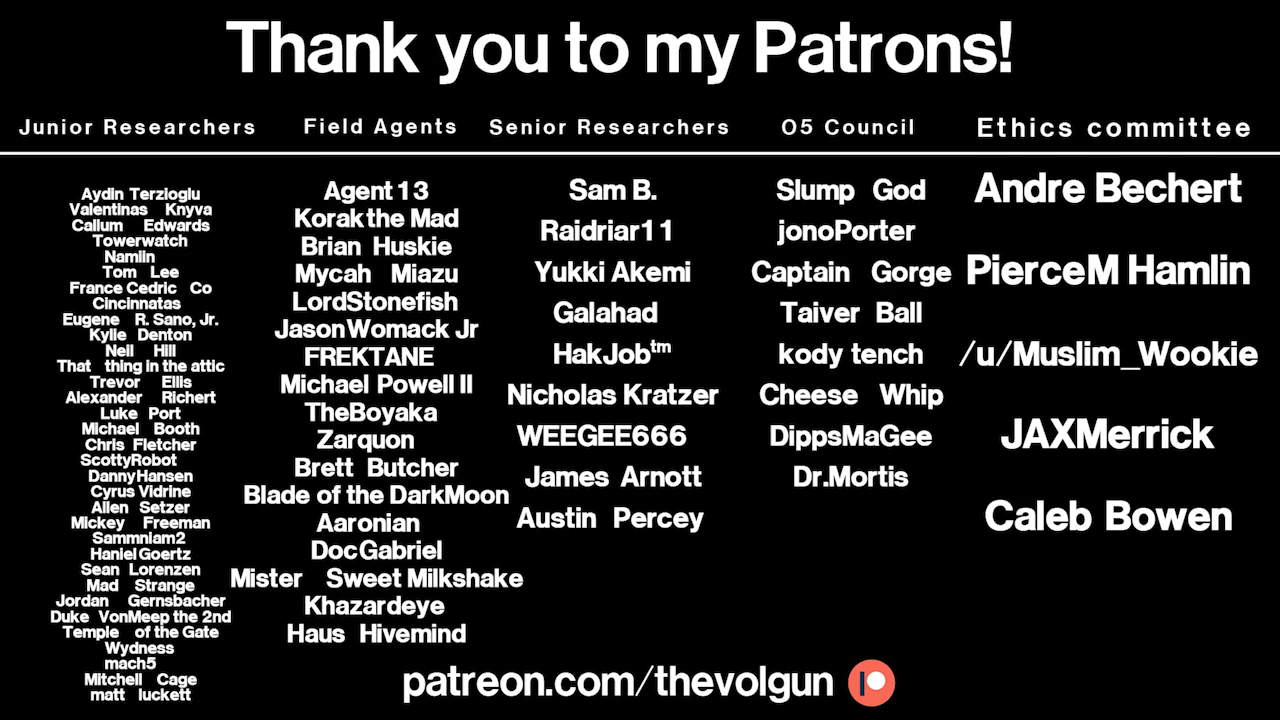 Thank you to my Patrons!
Junior Researchers
Aydin Terzioglu
Valentinas Knyva
Callum Edwards
Towerwatch
Namlin
Tom Lee
France Cedric Co
Cincinnatas
Eugene R. Sano, Jr.
Kylie Denton
Neil Hill
That thing in the attic
Trevor Ellis
Alexander Richert
Luke Port
Michael Booth
Chris Fletcher
ScottyRobot
DannyHansen
Cyrus Vidrine
Allen Setzer
Mickey Freeman
Sammniam2
Haniel Goertz
Sean Lorenzen
Mad Strange
Jordan Gernsbacher
Duke VonMeep the 2nd
Temple of the Gate
Wydness
mach5
Mitchell Cage
matt luckett
Field Agents
Agent 13
Korak the Mad
Brian Huskie
Mycah Miazu
LordStonefish
JasonWomack Jr
FREKTANE
Michael Powell II
TheBoyaka
Zarquon
Brett Butcher
Blade of the DarkMoon
Aaronian
DocGabriel
Mister Sweet Milkshake
Khazardeye
Haus Hivemind
Senior Researchers
Sam B.
Raidriar11
Yukki Akemi
Galahad
HakJob™
Nicholas Kratzer
WEEGEE666
James Arnott
Austin Percey
O5 Council
Slump God
jonoPorter
Captain Gorge
Taiver Ball
kody tench
Cheese Whip
DippsMaGee
Dr.Mortis
Ethics committee
Andre Bechert
PierceM Hamlin
/u/Muslim_Wookie
JAXMerrick
Caleb Bowen
patreon.com/thevolgun